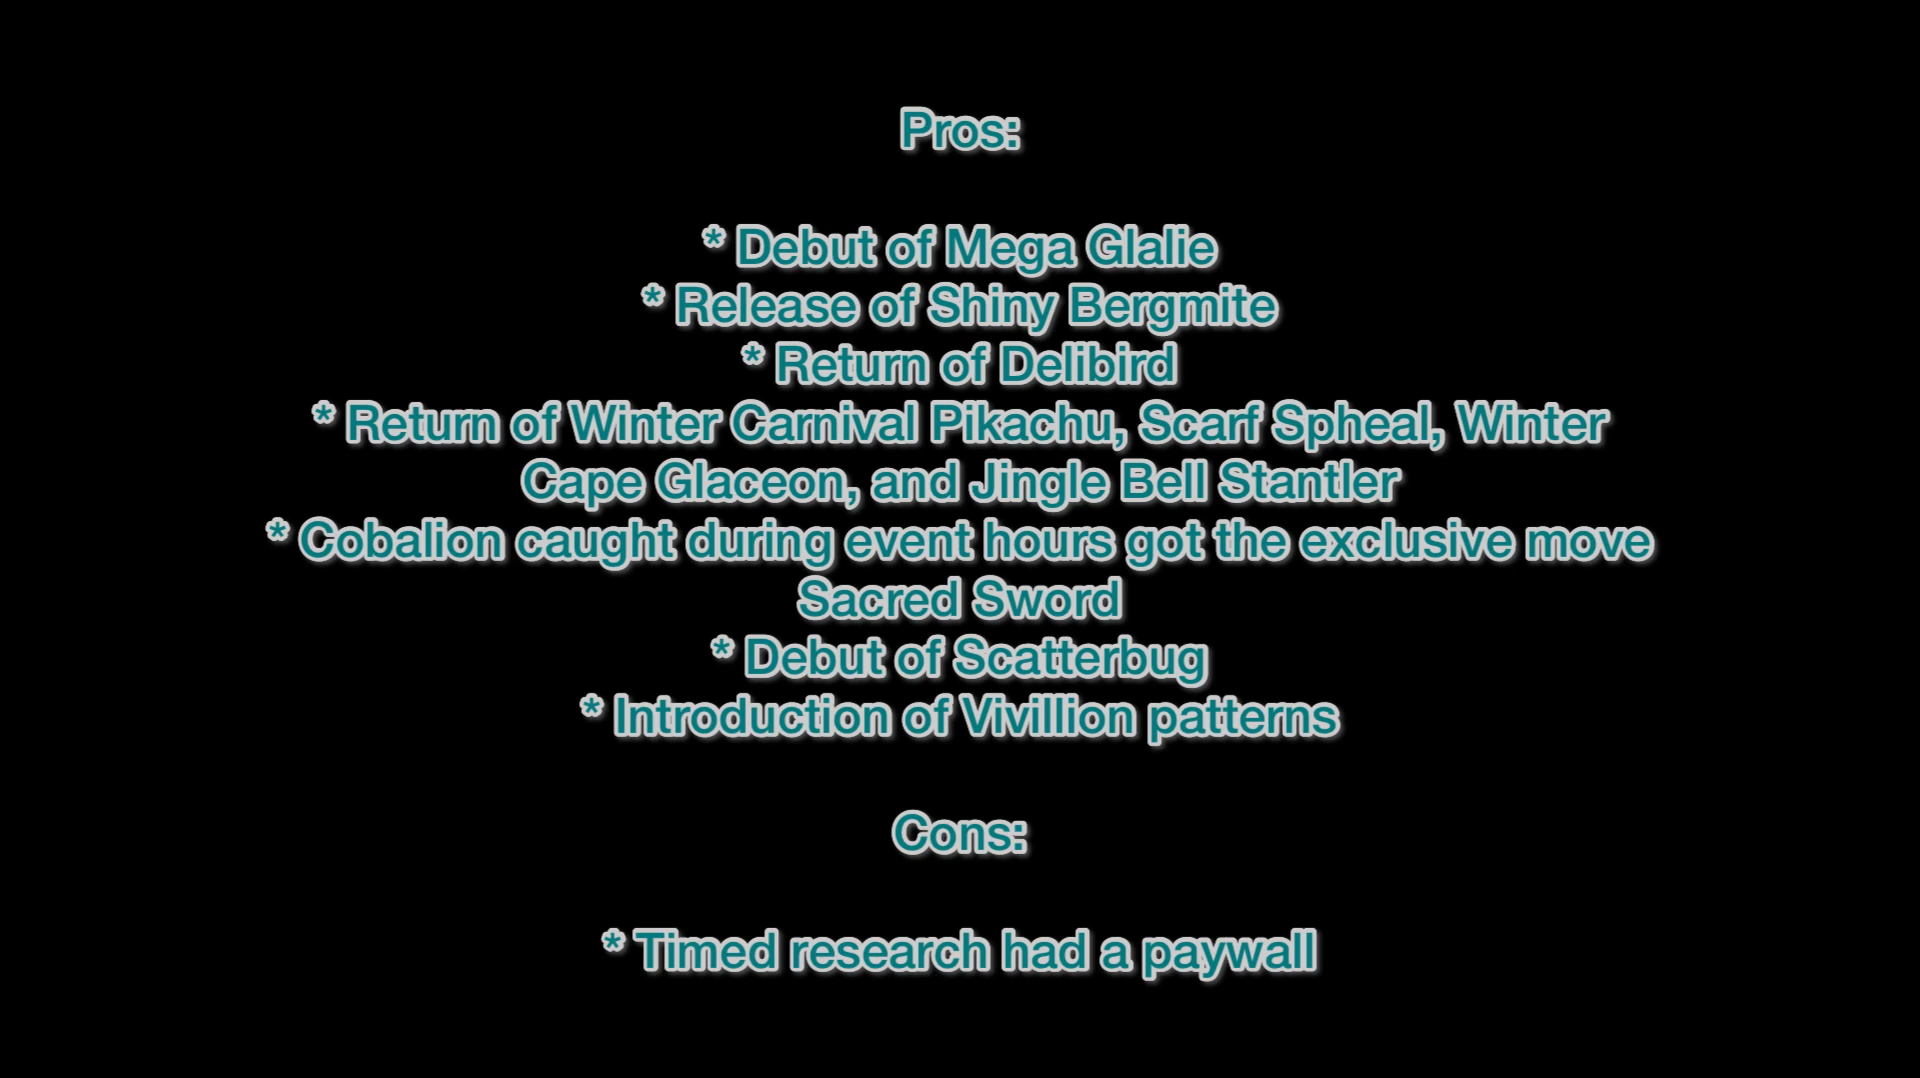 Pros:
* Debut of Mega Glalie
* Release of Shiny Bergmite
* Return of Delibird
* Return of Winter Carnival Pikachu, Scarf Spheal, Winter
Cape Glaceon, and Jingle Bell Stantler
* Cobalion caught during event hours got the exclusive move
Sacred Sword
* Debut of Scatterbug
* Introduction of Vivillion patterns
Cons:
* Timed research had a paywall